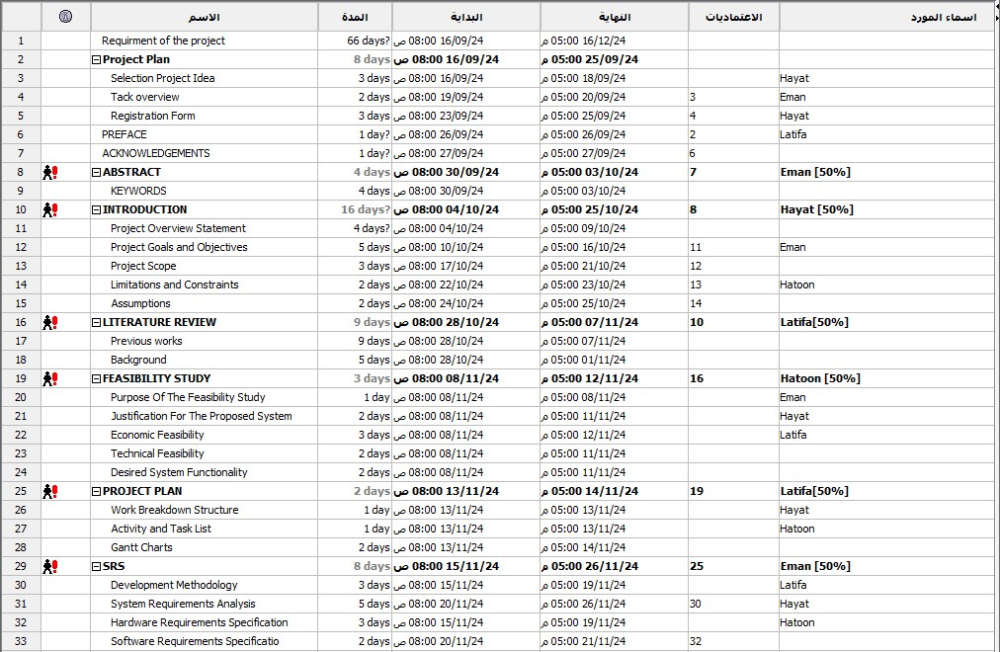 الاسم المدة البداية النهاية الاعتماديات اسماء المورد
1 Requirment of the project 66 days? 16/09/24 08:00 ص 16/12/24 05:00 م
2 Project Plan 8 days 16/09/24 08:00 ص 25/09/24 05:00 م
3 Selection Project Idea 3 days 16/09/24 08:00 ص 18/09/24 05:00 م Hayat
4 Tack overview 2 days 19/09/24 08:00 ص 20/09/24 05:00 م 3 Eman
5 Registration Form 3 days 23/09/24 08:00 ص 25/09/24 05:00 م 4 Hayat
6 PREFACE 1 day? 26/09/24 08:00 ص 26/09/24 05:00 م 2 Latifa
7 ACKNOWLEDGEMENTS 1 day? 27/09/24 08:00 ص 27/09/24 05:00 م 6
8 ABSTRACT 4 days 30/09/24 08:00 ص 03/10/24 05:00 م 7 Eman [50%]
9 KEYWORDS 4 days 30/09/24 08:00 ص 03/10/24 05:00 م
10 INTRODUCTION 16 days? 04/10/24 08:00 ص 25/10/24 05:00 م 8 Hayat [50%]
11 Project Overview Statement 4 days? 04/10/24 08:00 ص 09/10/24 05:00 م
12 Project Goals and Objectives 5 days 10/10/24 08:00 ص 16/10/24 05:00 م 11 Eman
13 Project Scope 3 days 17/10/24 08:00 ص 21/10/24 05:00 م 12
14 Limitations and Constraints 2 days 22/10/24 08:00 ص 23/10/24 05:00 م 13 Hatoon
15 Assumptions 2 days 24/10/24 08:00 ص 25/10/24 05:00 م 14
16 LITERATURE REVIEW 9 days 28/10/24 08:00 ص 07/11/24 05:00 م 10 Latifa[50%]
17 Previous works 9 days 28/10/24 08:00 ص 07/11/24 05:00 م
18 Background 5 days 28/10/24 08:00 ص 01/11/24 05:00 م
19 FEASIBILITY STUDY 3 days 08/11/24 08:00 ص 12/11/24 05:00 م 16 Hatoon [50%]
20 Purpose Of The Feasibility Study 1 day 08/11/24 08:00 ص 08/11/24 05:00 م Eman
21 Justification For The Proposed System 2 days 08/11/24 08:00 ص 11/11/24 05:00 م Hayat
22 Economic Feasibility 3 days 08/11/24 08:00 ص 12/11/24 05:00 م Latifa
23 Technical Feasibility 2 days 08/11/24 08:00 ص 11/11/24 05:00 م
24 Desired System Functionality 2 days 08/11/24 08:00 ص 11/11/24 05:00 م
25 PROJECT PLAN 2 days 13/11/24 08:00 ص 14/11/24 05:00 م 19 Latifa[50%]
26 Work Breakdown Structure 1 day 13/11/24 08:00 ص 13/11/24 05:00 م Hayat
27 Activity and Task List 1 day 13/11/24 08:00 ص 13/11/24 05:00 م Hatoon
28 Gantt Charts 2 days 13/11/24 08:00 ص 14/11/24 05:00 م
29 SRS 8 days 15/11/24 08:00 ص 26/11/24 05:00 م 25 Eman [50%]
30 Development Methodology 3 days 15/11/24 08:00 ص 19/11/24 05:00 م Latifa
31 System Requirements Analysis 5 days 20/11/24 08:00 ص 26/11/24 05:00 م 30 Hayat
32 Hardware Requirements Specification 3 days 15/11/24 08:00 ص 19/11/24 05:00 م Hatoon
33 Software Requirements Specificatio 2 days 20/11/24 08:00 ص 21/11/24 05:00 م 32